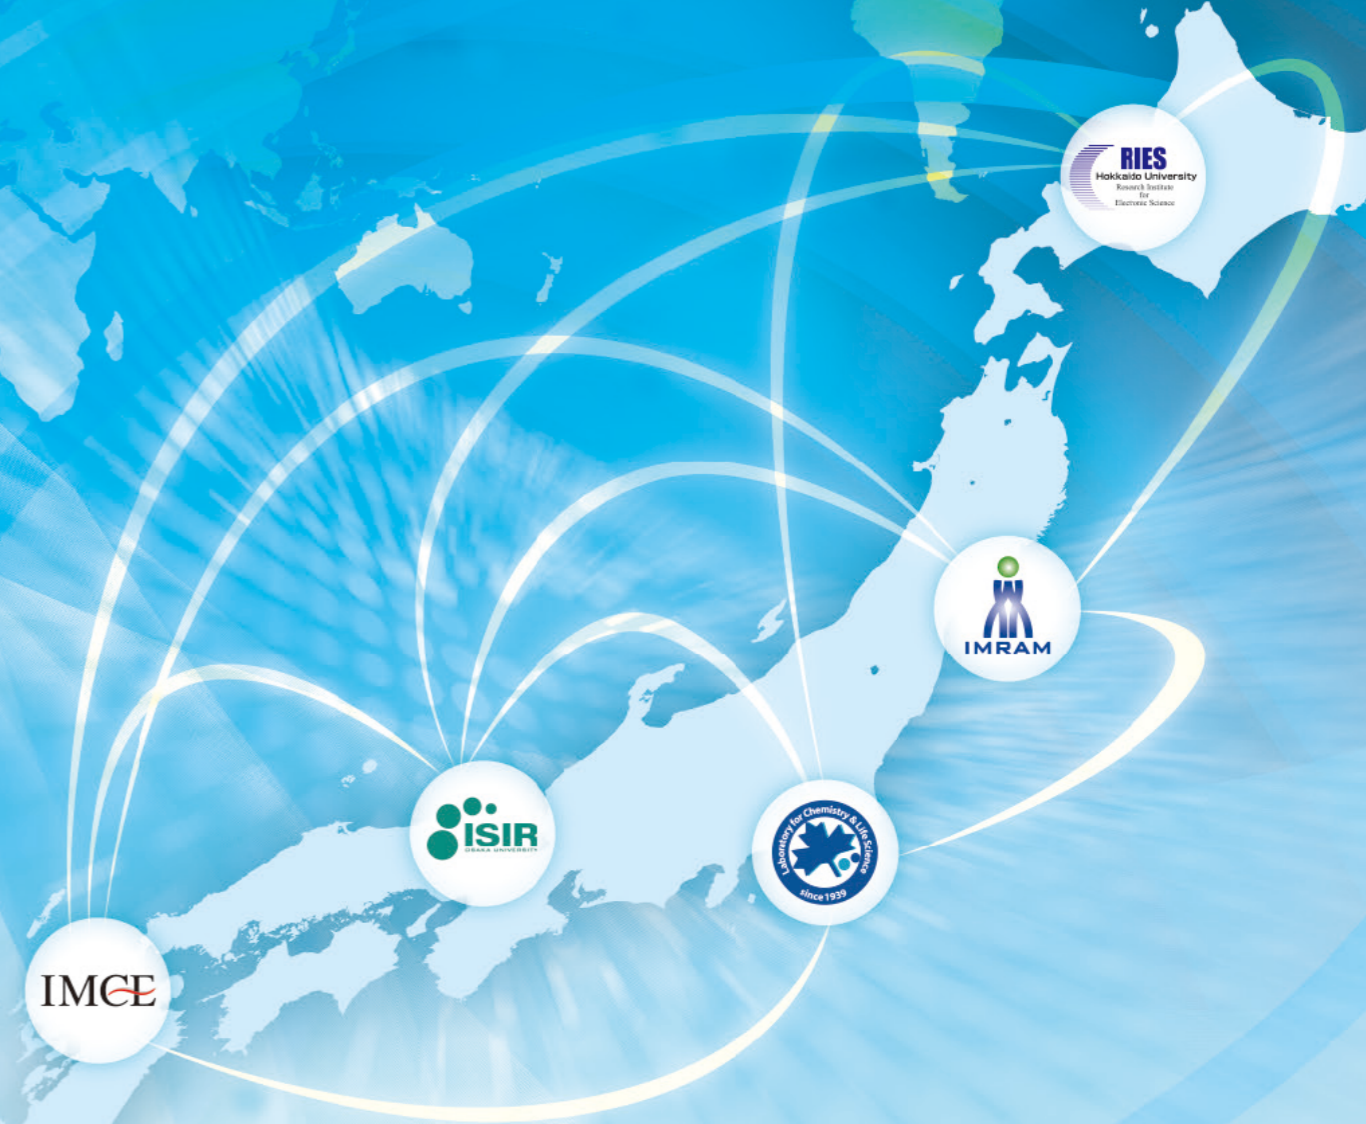 RIES
Hokkaido University
Research Institute
for
Electronic Science
IMRAM
ISIR
OSAKA UNIVERSITY
Laboratory for Chemistry & Life Science
since 1939
IMCE